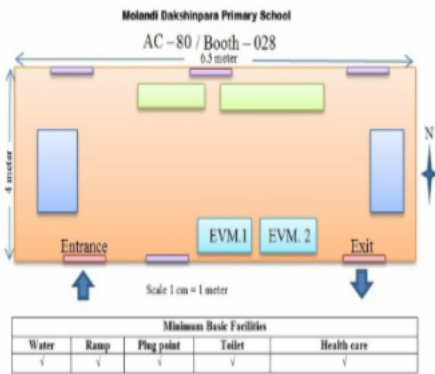 Molandi Dakshinpara Primary School
AC – 80 / Booth – 028
6.5 meter
4 meter
N
EVM.1 EVM. 2
Entrance Exit
Scale 1 cm = 1 meter
Minimum Basic Facilities
Water Ramp Plug point Toilet Health care
√ √ √ √ √